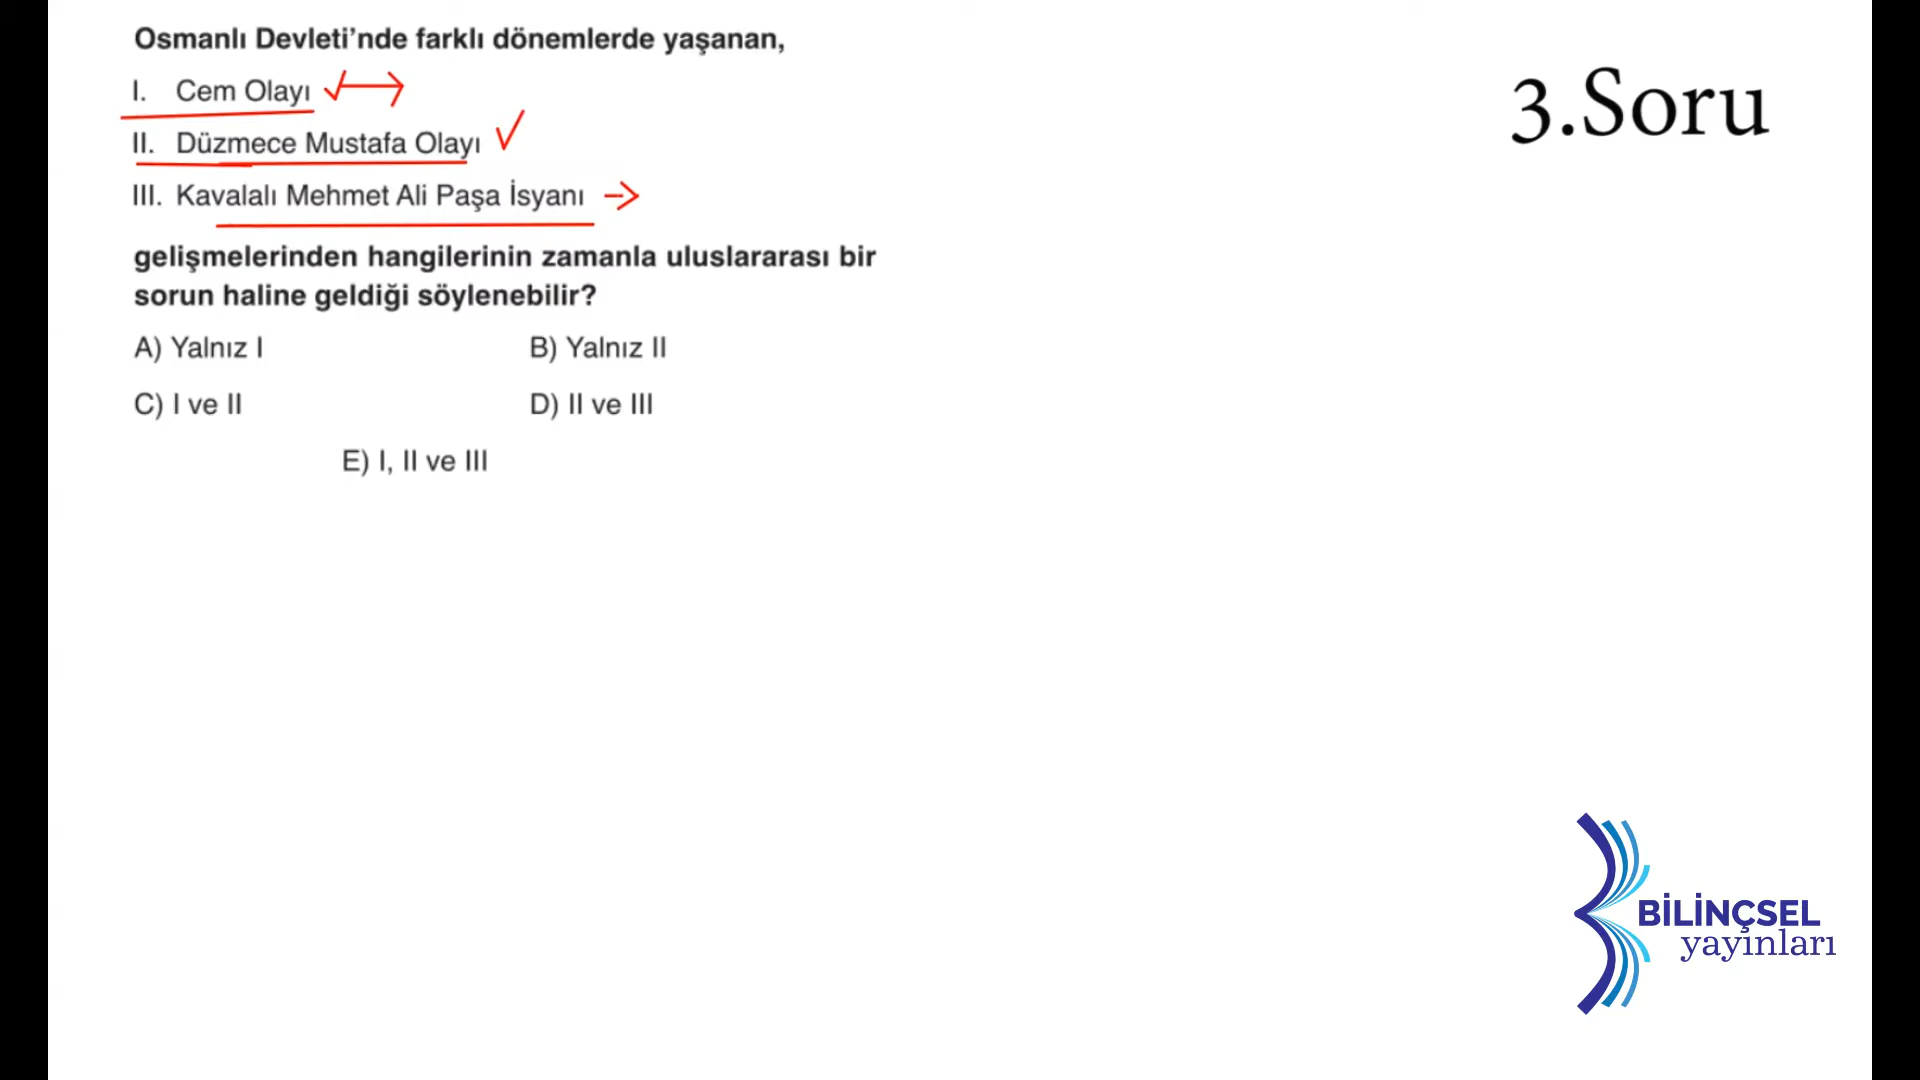 Osmanlı Devleti'nde farklı dönemlerde yaşanan,
I. Cem Olayı
II. Düzmece Mustafa Olayı
III. Kavalalı Mehmet Ali Paşa İsyanı
gelişmelerinden hangilerinin zamanla uluslararası bir
sorun haline geldiği söylenebilir?
A) Yalnız I
B) Yalnız II
C) I ve II
D) II ve III
E) I, II ve III
3.Soru
BİLİNÇSEL
yayınları